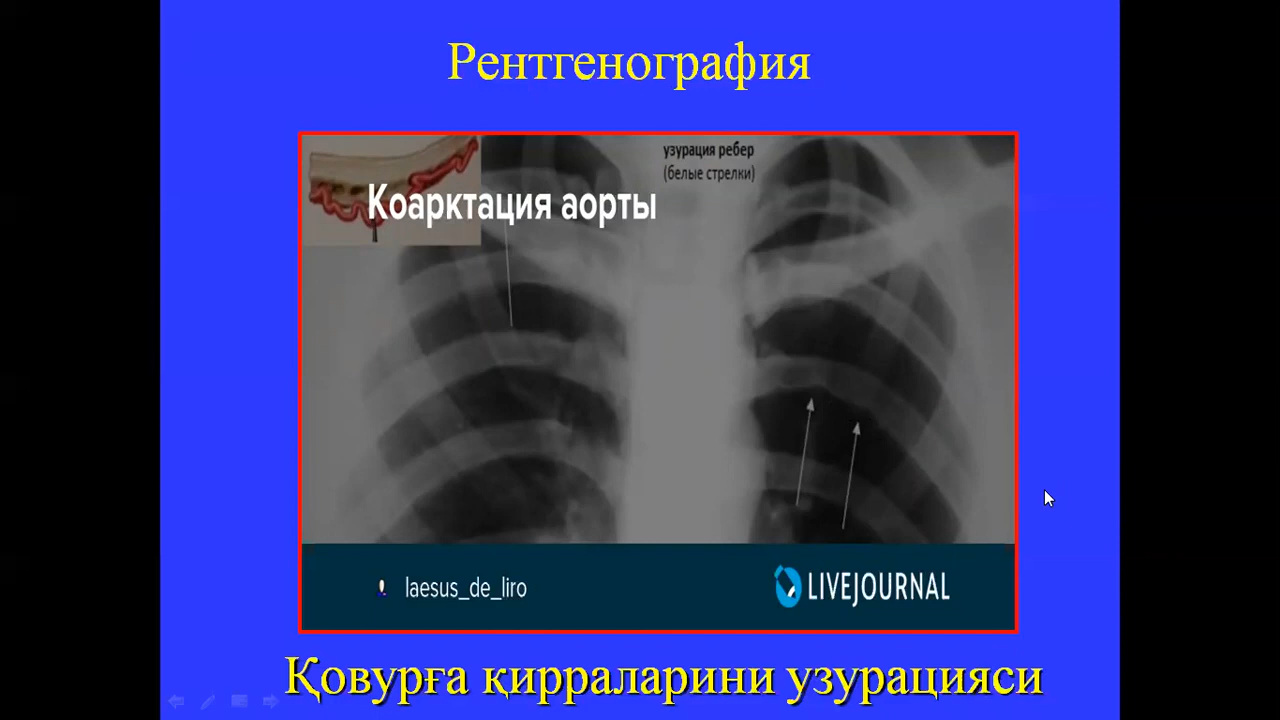 Рентгенография
узурация ребер
(белые стрелки)
Коарктация аорты
laesus_de_liro
LIVEJOURNAL
Қовурға қирраларини узурацияси